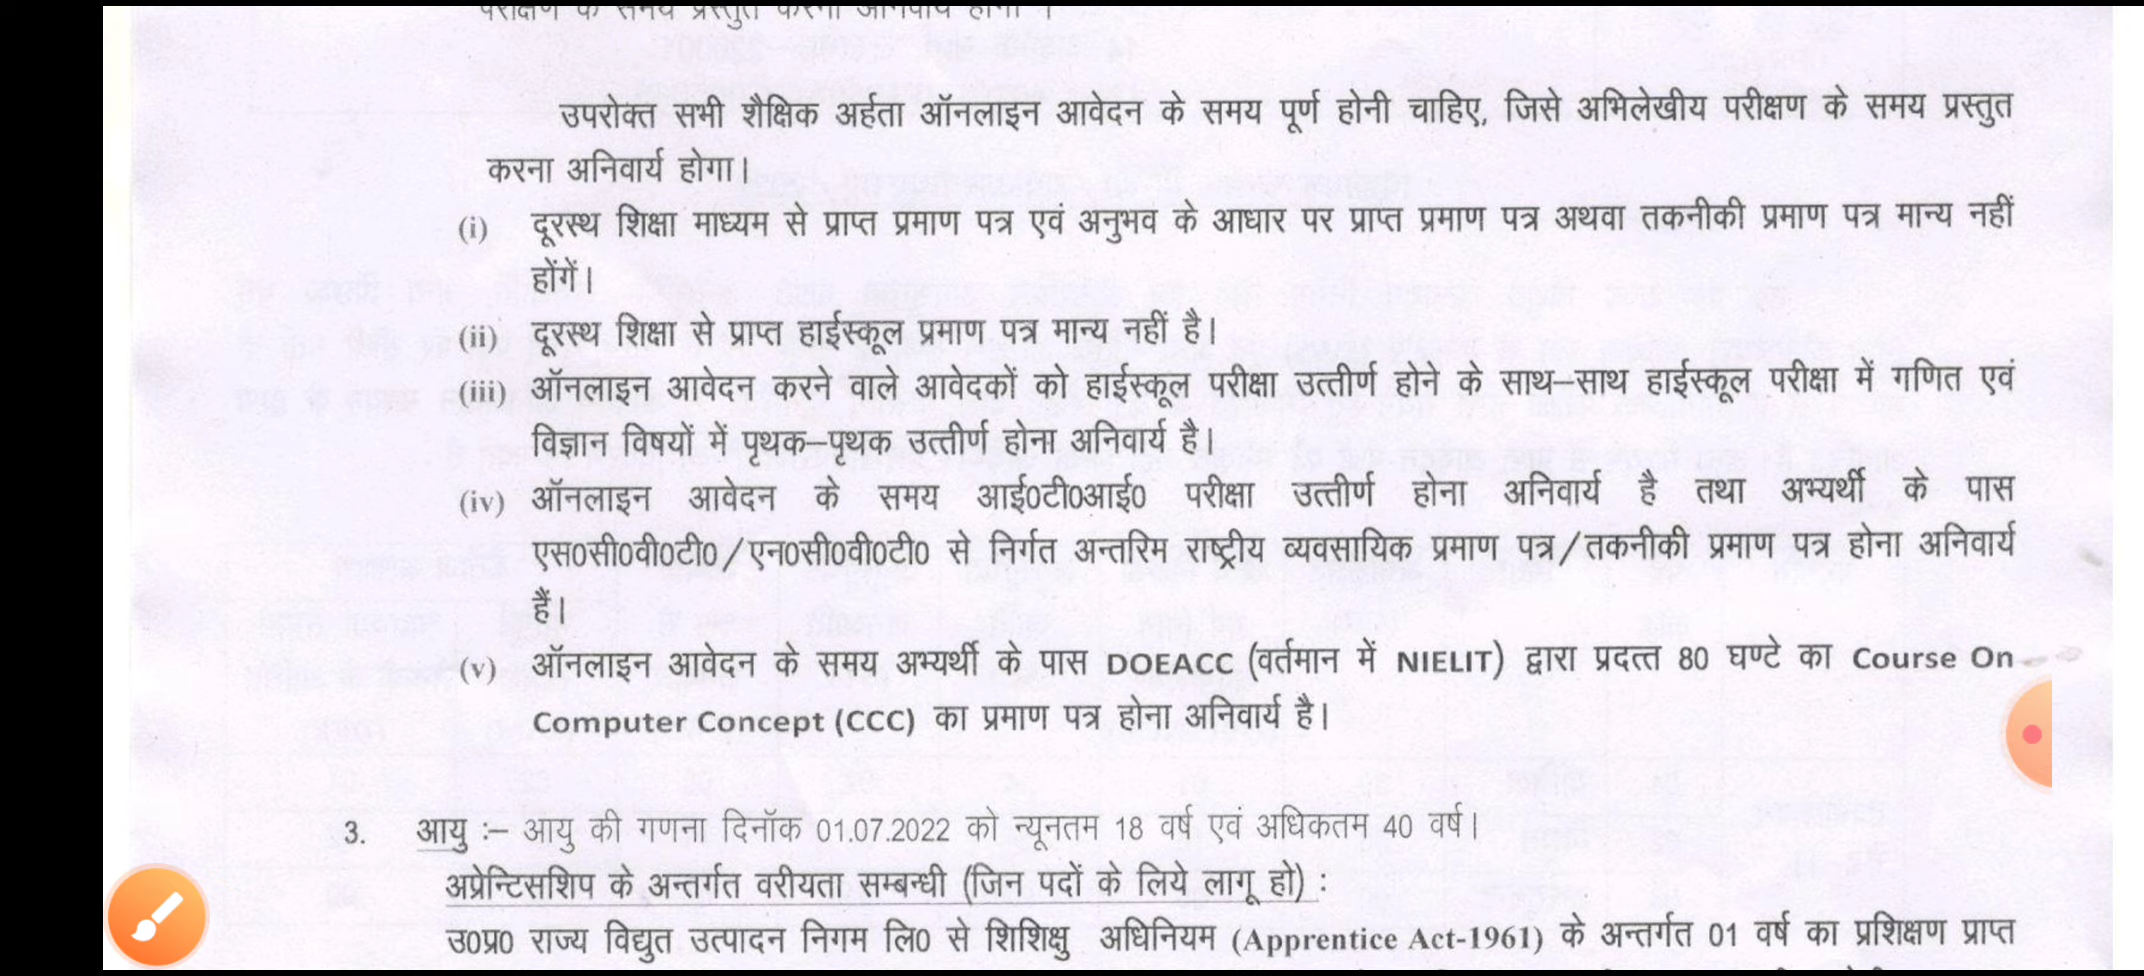 परीक्षण के समय प्रस्तुत करना अनिवार्य होगा ।
उपरोक्त सभी शैक्षिक अर्हता ऑनलाइन आवेदन के समय पूर्ण होनी चाहिए, जिसे अभिलेखीय परीक्षण के समय प्रस्तुत
करना अनिवार्य होगा।
(i) दूरस्थ शिक्षा माध्यम से प्राप्त प्रमाण पत्र एवं अनुभव के आधार पर प्राप्त प्रमाण पत्र अथवा तकनीकी प्रमाण पत्र मान्य नहीं
होंगें।
(ii) दूरस्थ शिक्षा से प्राप्त हाईस्कूल प्रमाण पत्र मान्य नहीं है।
(iii) ऑनलाइन आवेदन करने वाले आवेदकों को हाईस्कूल परीक्षा उत्तीर्ण होने के साथ–साथ हाईस्कूल परीक्षा में गणित एवं
विज्ञान विषयों में पृथक–पृथक उत्तीर्ण होना अनिवार्य है।
(iv) ऑनलाइन आवेदन के समय आई0टी0आई0 परीक्षा उत्तीर्ण होना अनिवार्य है तथा अभ्यर्थी के पास
एस0सी0वी0टी0/एन0सी0वी0टी0 से निर्गत अन्तरिम राष्ट्रीय व्यवसायिक प्रमाण पत्र/तकनीकी प्रमाण पत्र होना अनिवार्य
है।
(v) ऑनलाइन आवेदन के समय अभ्यर्थी के पास DOEACC (वर्तमान में NIELIT) द्वारा प्रदत्त 80 घण्टे का Course On
Computer Concept (CCC) का प्रमाण पत्र होना अनिवार्य है।
3. आयु :– आयु की गणना दिनॉक 01.07.2022 को न्यूनतम 18 वर्ष एवं अधिकतम 40 वर्ष।
अप्रेन्टिसशिप के अन्तर्गत वरीयता सम्बन्धी (जिन पदों के लिये लागू हो) :
उ0प्र0 राज्य विद्युत उत्पादन निगम लि0 से शिशिक्षु अधिनियम (Apprentice Act-1961) के अन्तर्गत 01 वर्ष का प्रशिक्षण प्राप्त